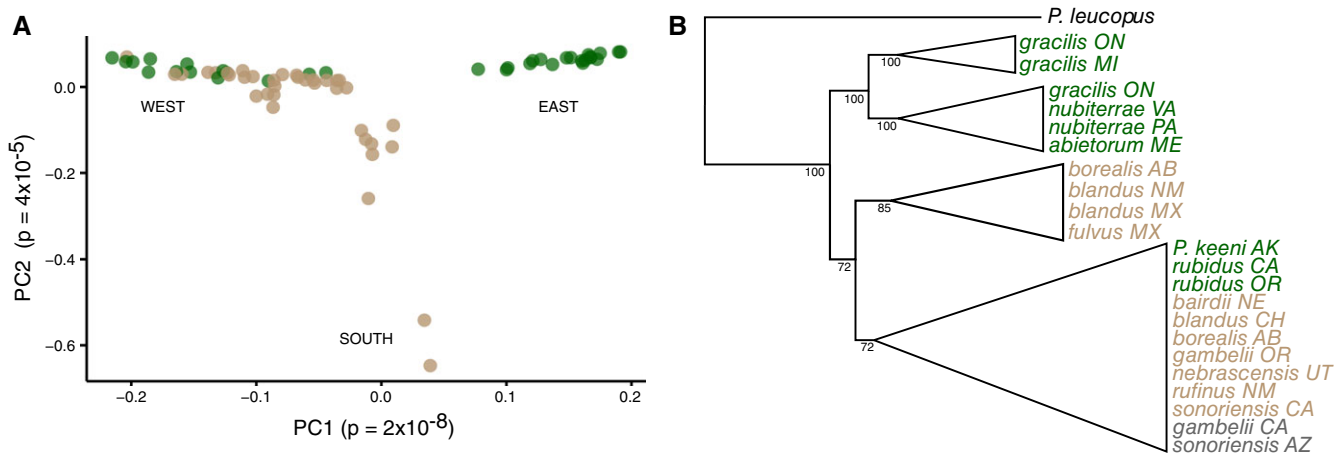 A
0.0
−0.2
−0.4
−0.6
PC2 (p = 4x10-5)
WEST
EAST
SOUTH
−0.2
−0.1
0.0
0.1
0.2
PC1 (p = 2x10-8)
B
P. leucopus
gracilis ON
gracilis MI
100
gracilis ON
nubiterrae VA
nubiterrae PA
abietorum ME
100
100
100
borealis AB
blandus NM
blandus MX
fulvus MX
85
72
P. keeni AK
rubidus CA
rubidus OR
bairdii NE
blandus CH
borealis AB
gambelii OR
nebrascensis UT
rufinus NM
sonoriensis CA
gambelii CA
sonoriensis AZ
72